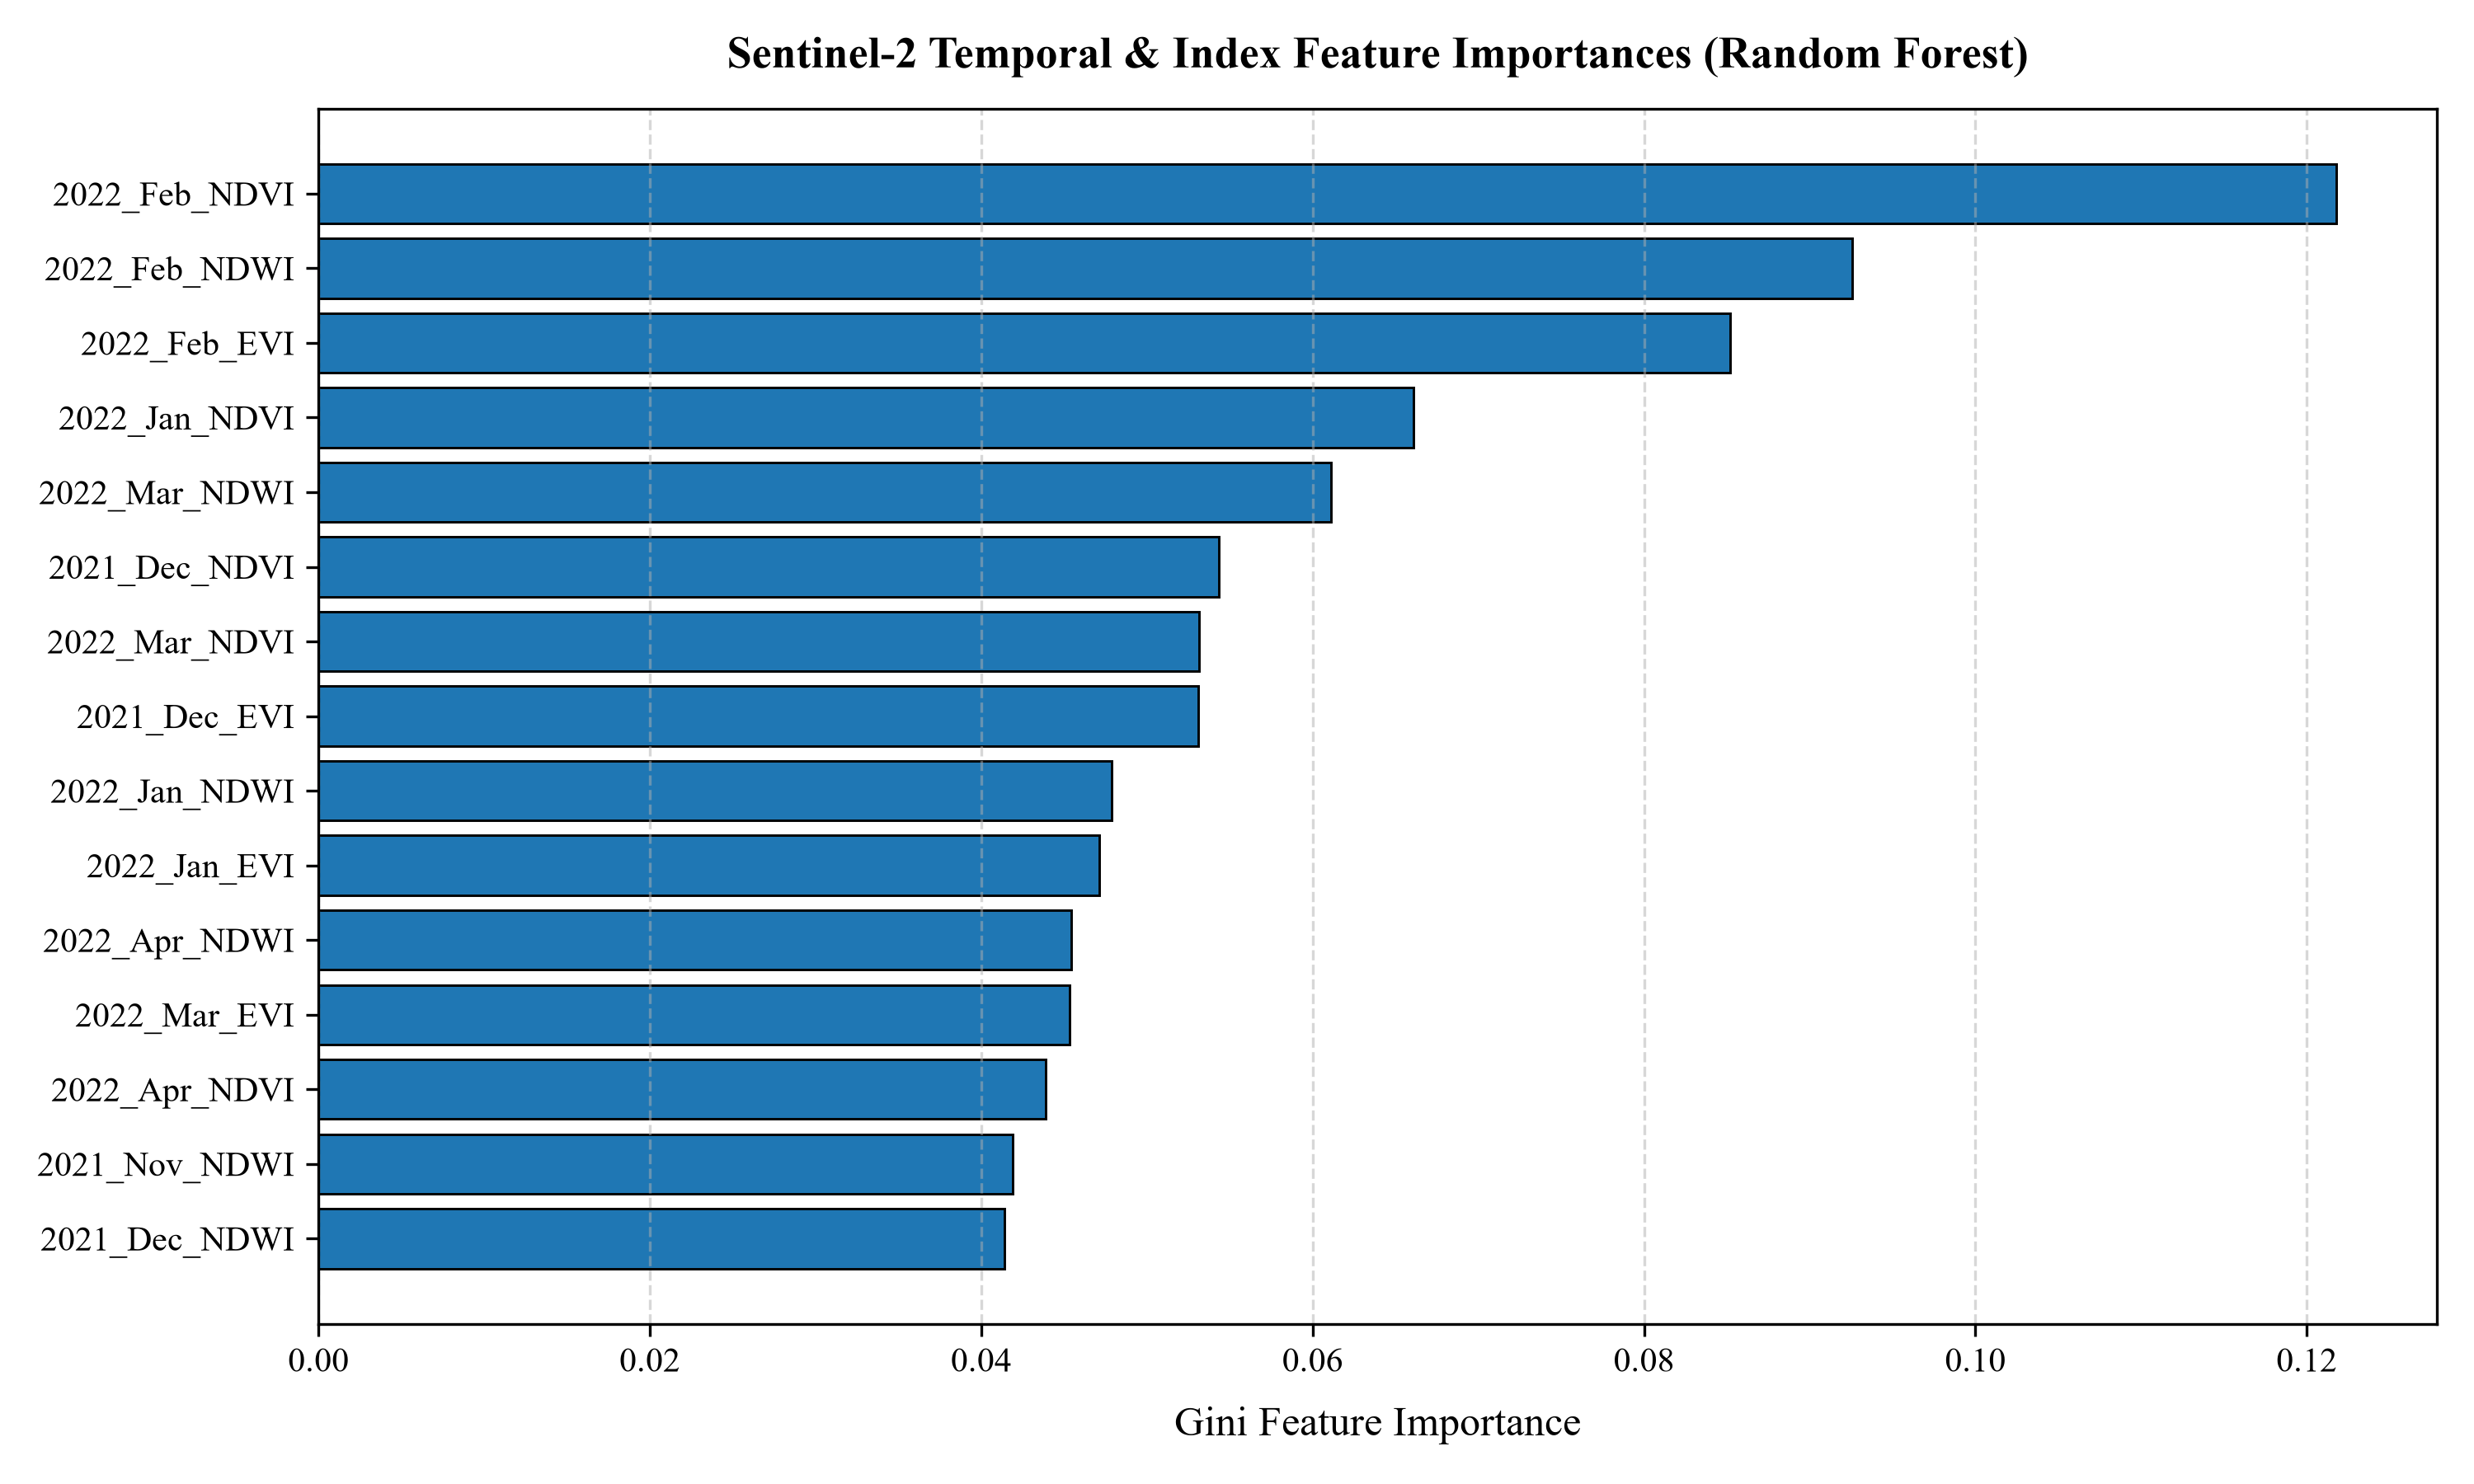 Sentinel-2 Temporal & Index Feature Importances (Random Forest)
2022_Feb_NDVI
2022_Feb_NDWI
2022_Feb_EVI
2022_Jan_NDVI
2022_Mar_NDWI
2021_Dec_NDVI
2022_Mar_NDVI
2021_Dec_EVI
2022_Jan_NDWI
2022_Jan_EVI
2022_Apr_NDWI
2022_Mar_EVI
2022_Apr_NDVI
2021_Nov_NDWI
2021_Dec_NDWI
0.00 0.02 0.04 0.06 0.08 0.10 0.12
Gini Feature Importance